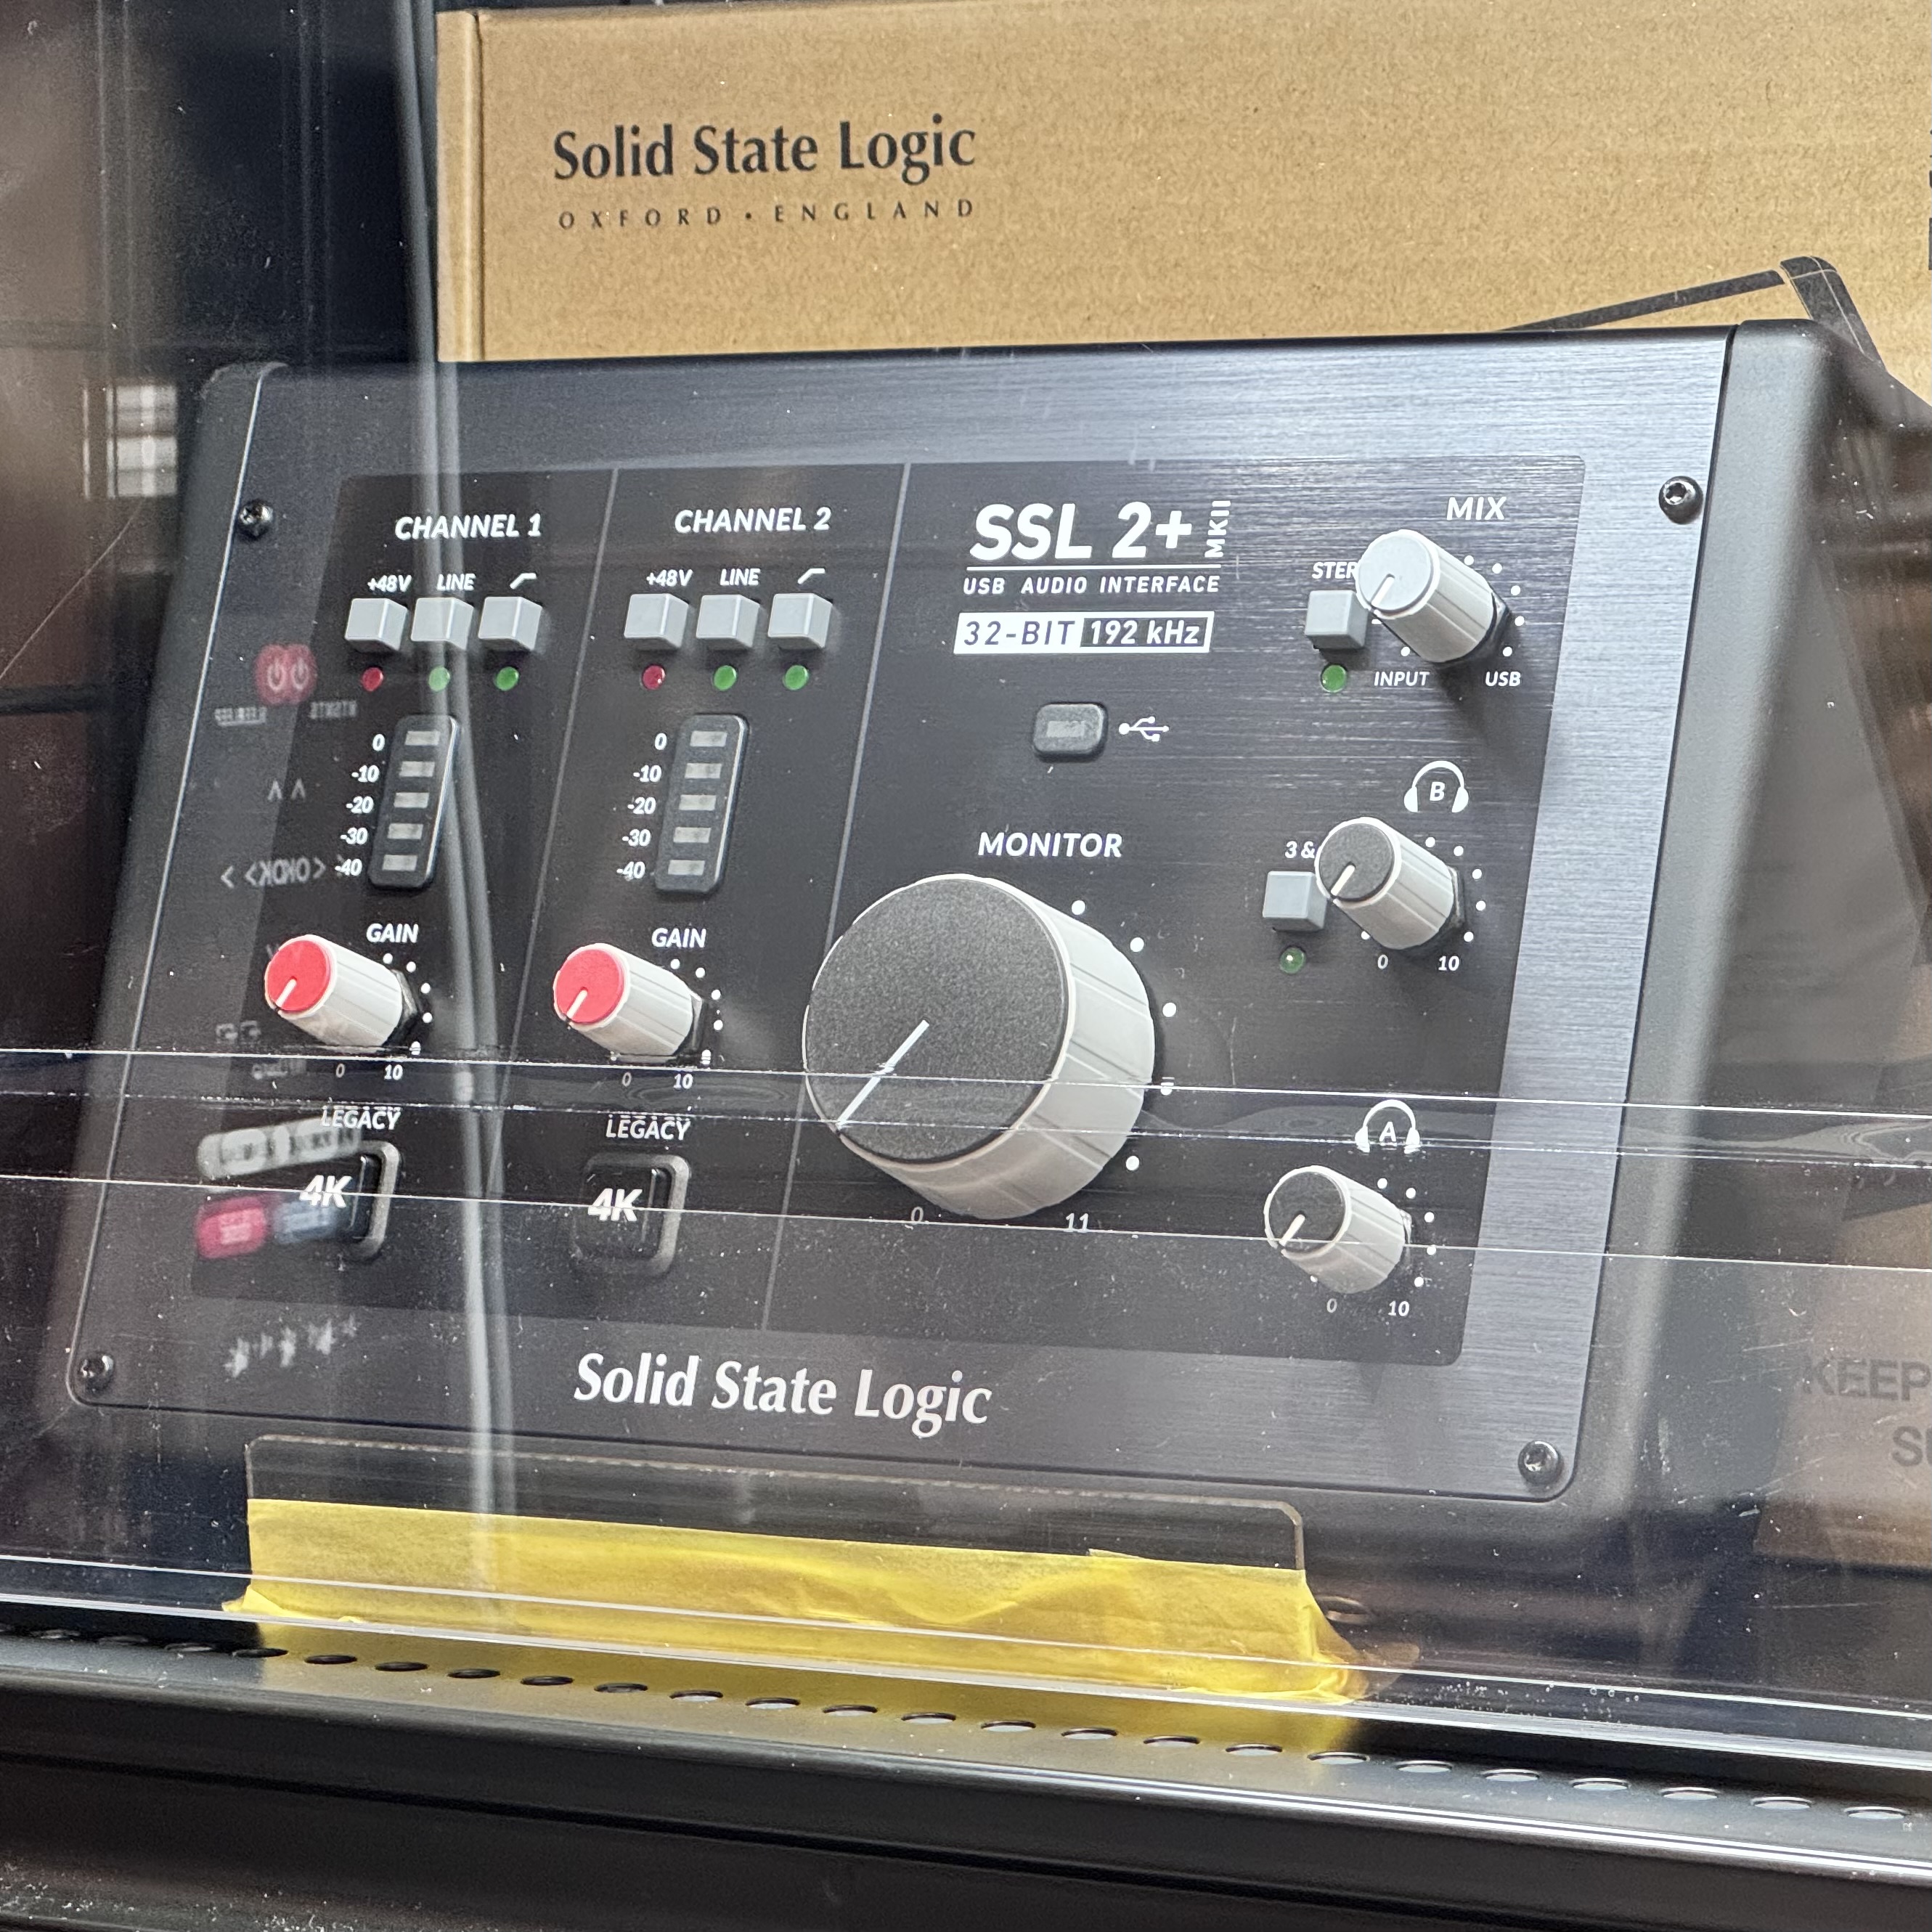 Solid State Logic
OXFORD • ENGLAND
CHANNEL 1
+48V LINE
0
-10
-20
-30
-40
GAIN
0 10
LEGACY
4K
CHANNEL 2
+48V LINE
0
-10
-20
-30
-40
GAIN
0 10
LEGACY
4K
SSL 2+ MKII
USB AUDIO INTERFACE
32-BIT 192 kHz
MONITOR
0 11
MIX
INPUT USB
B
3 &
0 10
A
0 10
Solid State Logic
KEEP